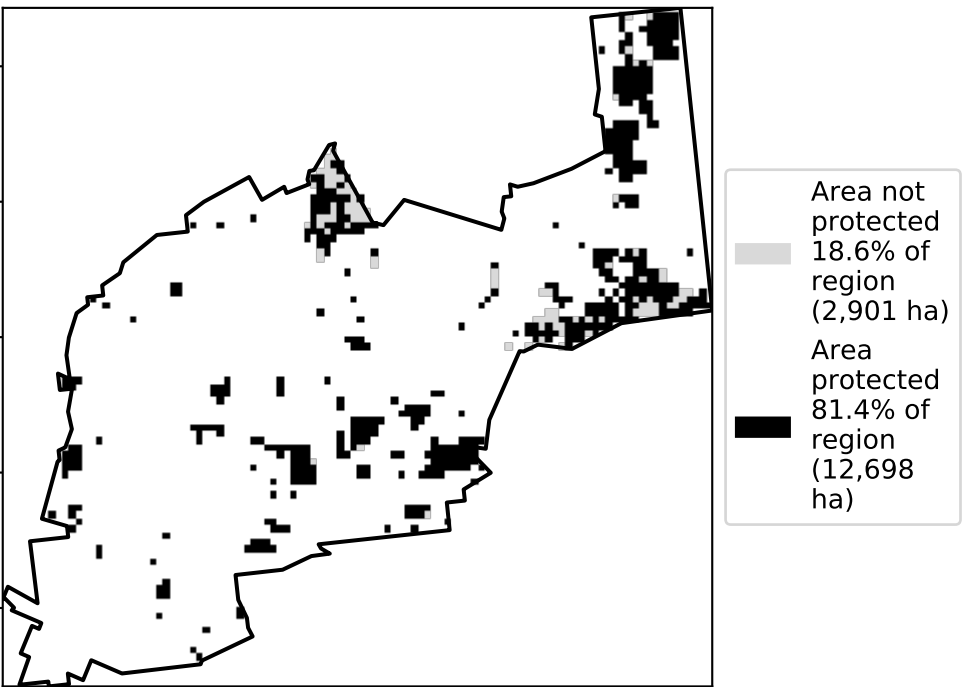 Area not
protected
18.6% of
region
(2,901 ha)
Area
protected
81.4% of
region
(12,698
ha)